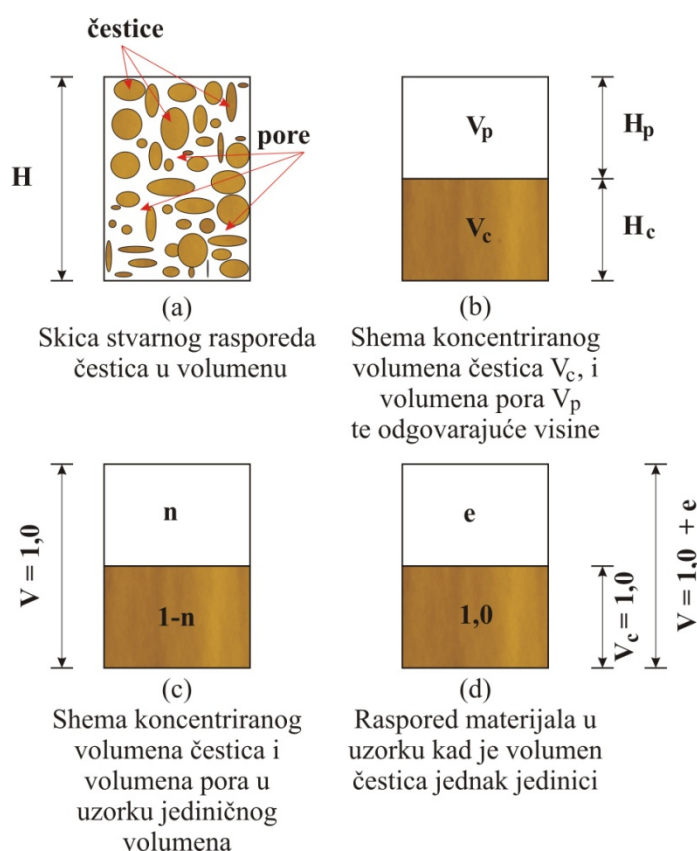 čestice
pore
H
V_p
V_c
H_p
H_c
(a)
Skica stvarnog rasporeda
čestica u volumenu
(b)
Shema koncentriranog
volumena čestica V_c, i
volumena pora V_p
te odgovarajuće visine
V = 1,0
n
1-n
e
1,0
V_c = 1,0
V = 1,0 + e
(c)
Shema koncentriranog
volumena čestica i
volumena pora u
uzorku jediničnog
volumena
(d)
Raspored materijala u
uzorku kad je volumen
čestica jednak jedinici